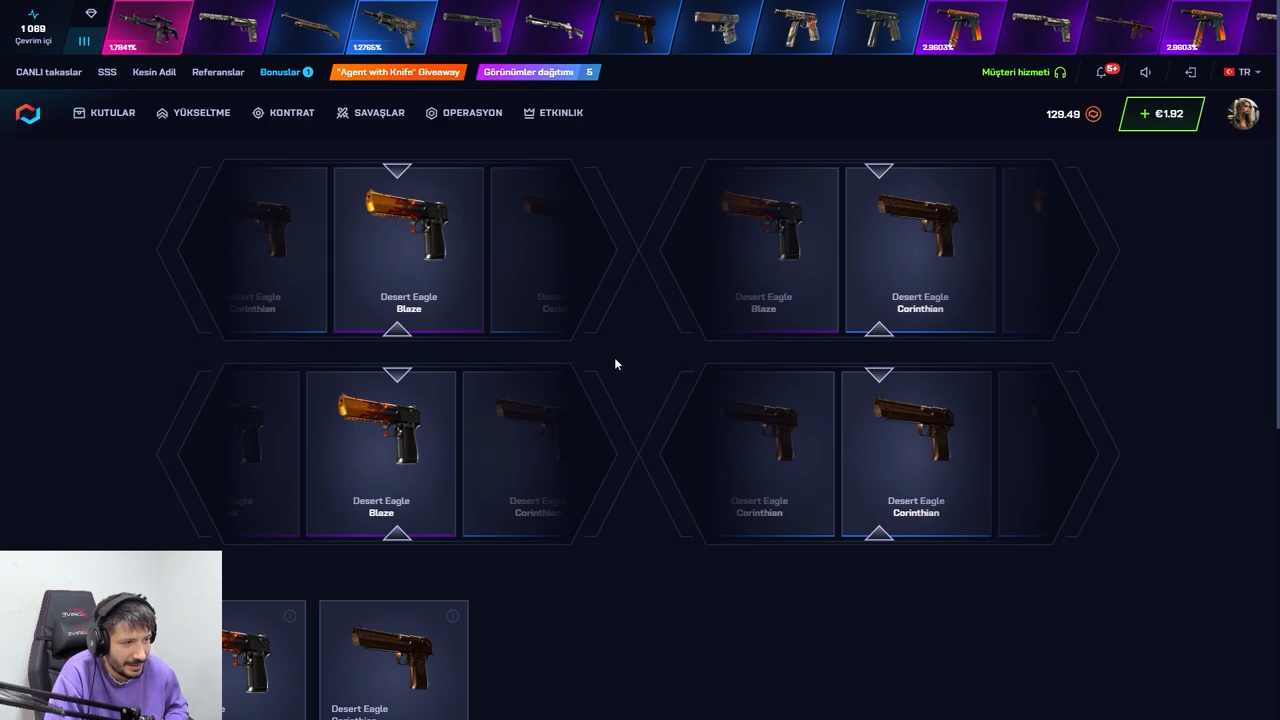 1 069
Çevrim içi
1.7841%
1.2765%
2.9603%
2.9603%
CANLI takaslar
SSS
Kesin Adil
Referanslar
Bonuslar 1
"Agent with Knife" Giveaway
Görünümler dağıtımı 5
Müşteri hizmeti
5+
TR
KUTULAR
YÜKSELTME
KONTRAT
SAVAŞLAR
OPERASYON
ETKINLIK
129.49
+ €1.92
Corinthian
Desert Eagle
Blaze
Desert Eagle
Blaze
Desert Eagle
Corinthian
Desert Eagle
Blaze
Desert Eagle
Corinthian
Desert Eagle
Corinthian
Desert Eagle
Corinthian
Desert Eagle